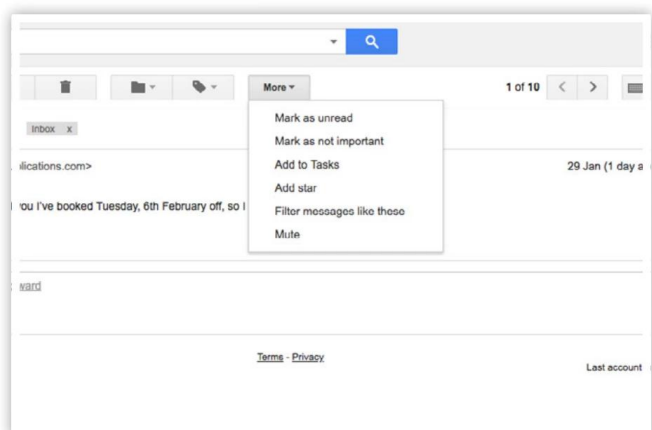 More
1 of 10
Inbox x
Mark as unread
Mark as not important
Add to Tasks
Add star
Filter messages like these
Mute
plications.com>
29 Jan (1 day a
you I've booked Tuesday, 6th February off, so I
ward
Terms - Privacy
Last account